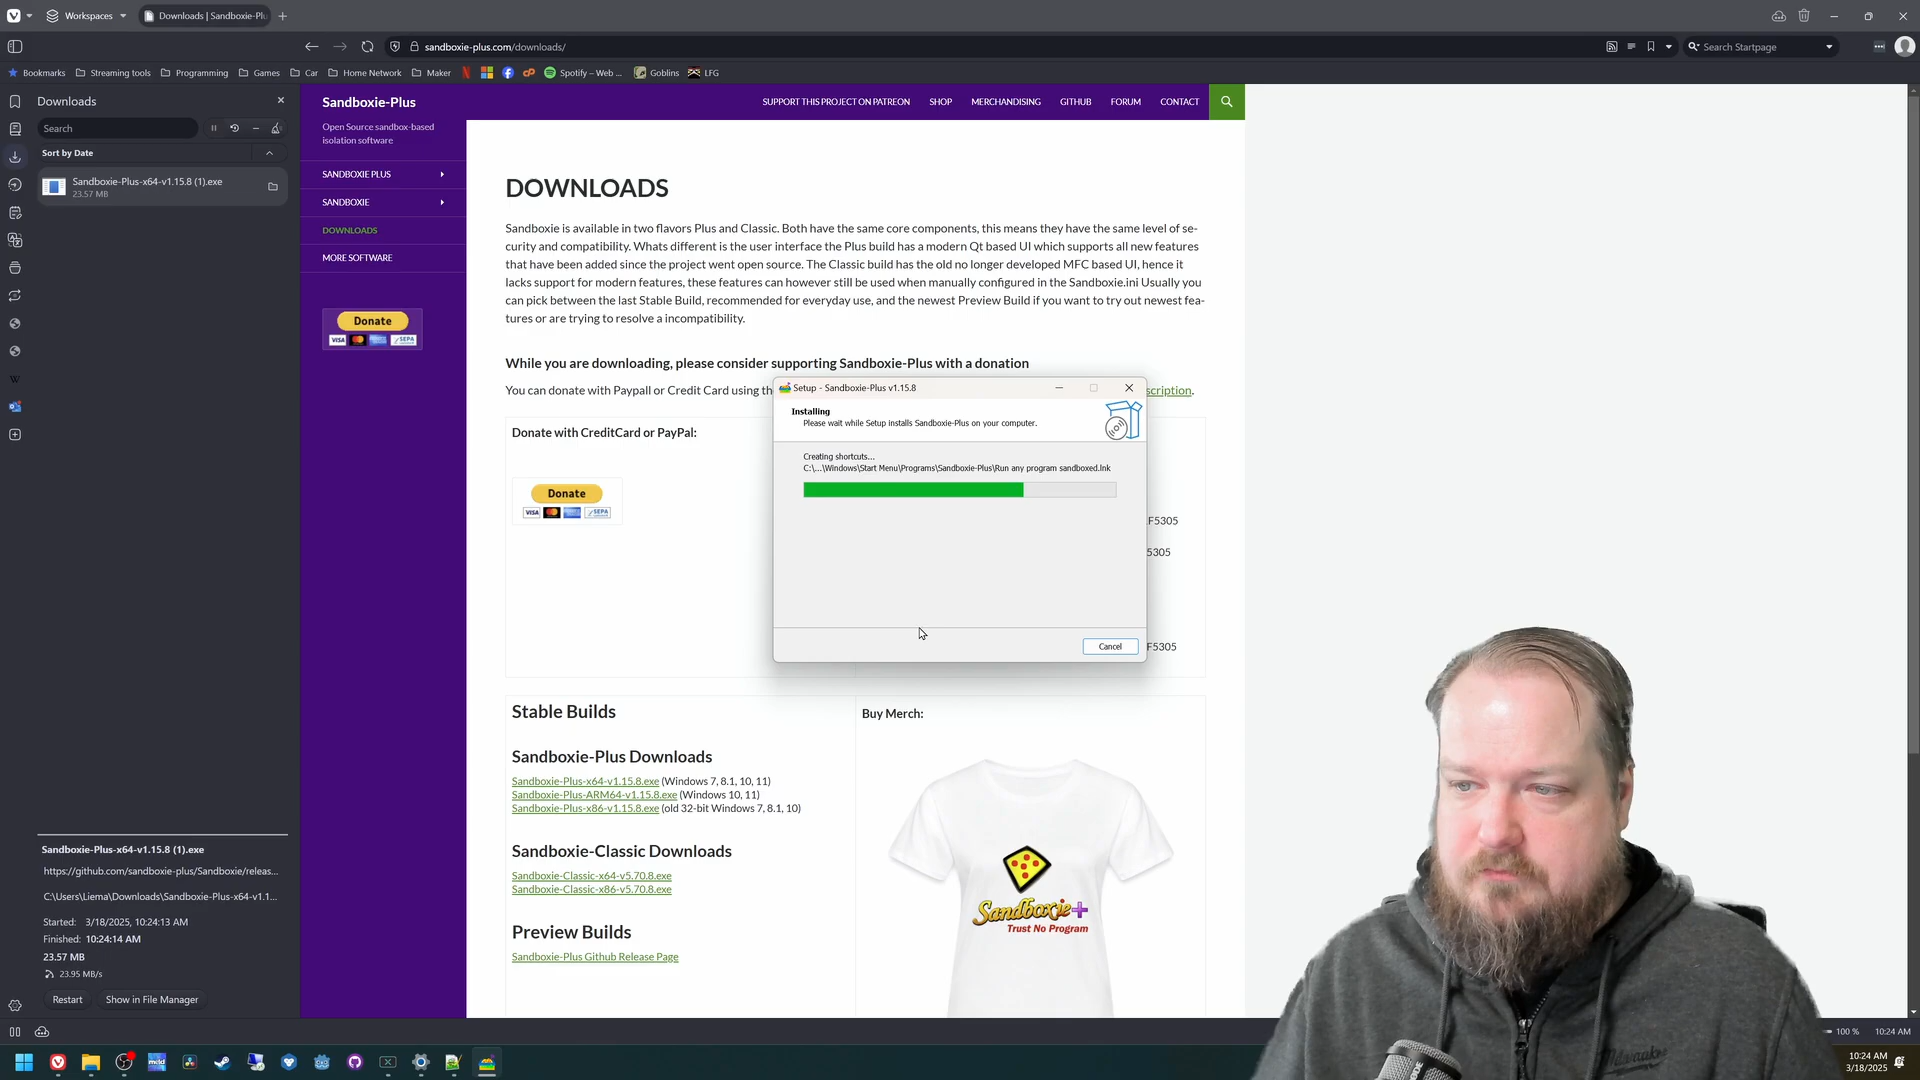 Workspaces
Downloads | Sandboxie-Plu
sandboxie-plus.com/downloads/
Search Startpage
Bookmarks
Streaming tools
Programming
Games
Car
Home Network
Maker
Spotify – Web ...
Goblins
LFG
Downloads
Search
Sort by Date
Sandboxie-Plus-x64-v1.15.8 (1).exe
23.57 MB
Sandboxie-Plus
Open Source sandbox-based
isolation software
SANDBOXIE PLUS
SANDBOXIE
DOWNLOADS
MORE SOFTWARE
Donate
VISA
SEPA
SUPPORT THIS PROJECT ON PATREON
SHOP
MERCHANDISING
GITHUB
FORUM
CONTACT
DOWNLOADS
Sandboxie is available in two flavors Plus and Classic. Both have the same core components, this means they have the same level of se-
curity and compatibility. Whats different is the user interface the Plus build has a modern Qt based UI which supports all new features
that have been added since the project went open source. The Classic build has the old no longer developed MFC based UI, hence it
lacks support for modern features, these features can however still be used when manually configured in the Sandboxie.ini Usually you
can pick between the last Stable Build, recommended for everyday use, and the newest Preview Build if you want to try out newest fea-
tures or are trying to resolve a incompatibility.
While you are downloading, please consider supporting Sandboxie-Plus with a donation
You can donate with Paypall or Credit Card using th
scription.
Donate with CreditCard or PayPal:
Donate
VISA
SEPA
F5305
5305
F5305
Setup - Sandboxie-Plus v1.15.8
Installing
Please wait while Setup installs Sandboxie-Plus on your computer.
Creating shortcuts...
C:\...\Windows\Start Menu\Programs\Sandboxie-Plus\Run any program sandboxed.lnk
Cancel
Stable Builds
Sandboxie-Plus Downloads
Sandboxie-Plus-x64-v1.15.8.exe (Windows 7, 8.1, 10, 11)
Sandboxie-Plus-ARM64-v1.15.8.exe (Windows 10, 11)
Sandboxie-Plus-x86-v1.15.8.exe (old 32-bit Windows 7, 8.1, 10)
Sandboxie-Classic Downloads
Sandboxie-Classic-x64-v5.70.8.exe
Sandboxie-Classic-x86-v5.70.8.exe
Preview Builds
Sandboxie-Plus Github Release Page
Buy Merch:
Sandboxie+
Trust No Program
Sandboxie-Plus-x64-v1.15.8 (1).exe
https://github.com/sandboxie-plus/Sandboxie/releas...
C:\Users\Liema\Downloads\Sandboxie-Plus-x64-v1.1...
Started: 3/18/2025, 10:24:13 AM
Finished: 10:24:14 AM
23.57 MB
23.95 MB/s
Restart
Show in File Manager
100 %
10:24 AM
10:24 AM
3/18/2025